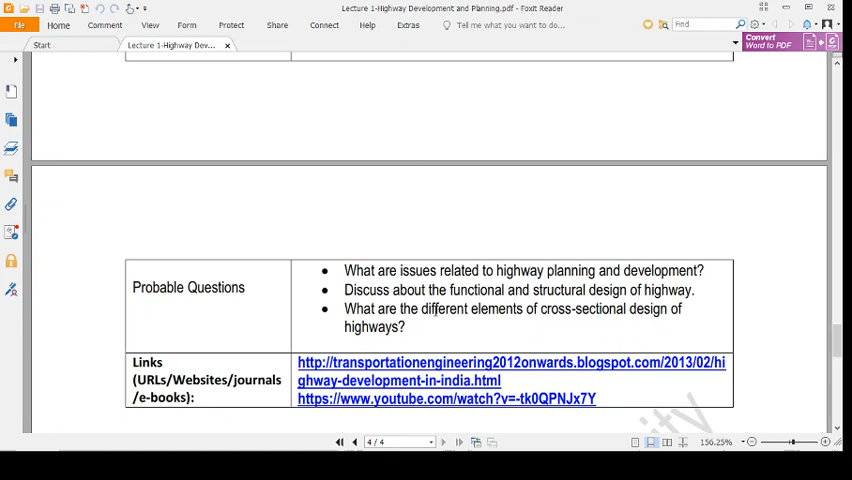 Lecture 1-Highway Development and Planning.pdf - Foxit Reader
File Home Comment View Form Protect Share Connect Help Extras Tell me what you want to do... Find
Start Lecture 1-Highway Dev...
Convert
Word to PDF
Probable Questions
• What are issues related to highway planning and development?
• Discuss about the functional and structural design of highway.
• What are the different elements of cross-sectional design of
highways?
Links
(URLs/Websites/journals
/e-books):
http://transportationengineering2012onwards.blogspot.com/2013/02/hi
ghway-development-in-india.html
https://www.youtube.com/watch?v=-tk0QPNJx7Y
4 / 4
156.25%